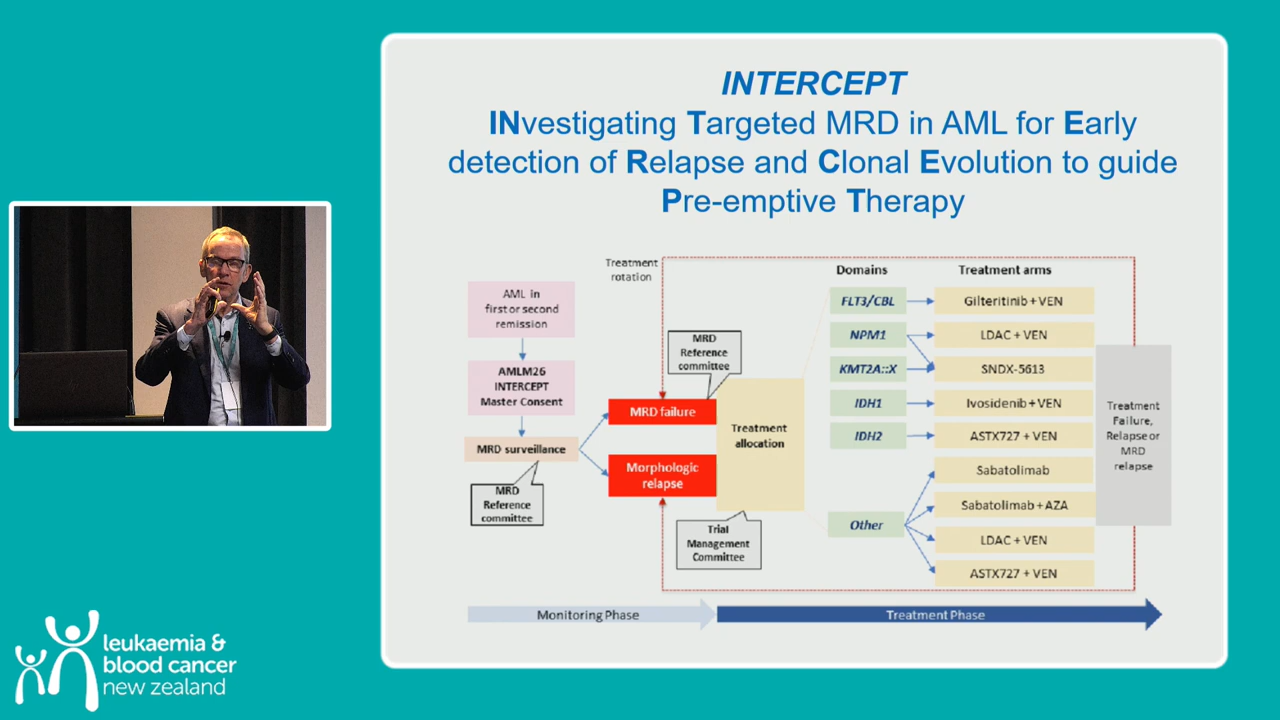 INTERCEPT
INvestigating Targeted MRD in AML for Early
detection of Relapse and Clonal Evolution to guide
Pre-emptive Therapy
Treatment
rotation
Domains
Treatment arms
AML in
first or second
remission
AMLM26
INTERCEPT
Master Consent
MRD surveillance
MRD
Reference
committee
MRD
Reference
committee
MRD failure
Morphologic
relapse
Treatment
allocation
Trial
Management
Committee
FLT3/CBL
Gilteritinib + VEN
NPM1
LDAC + VEN
KMT2A::X
SNDX-5613
IDH1
Ivosidenib + VEN
IDH2
ASTX727 + VEN
Other
Sabatolimab
Sabatolimab + AZA
LDAC + VEN
ASTX727 + VEN
Treatment
Failure,
Relapse or
MRD
relapse
Monitoring Phase
Treatment Phase
leukaemia &
blood cancer
new zealand